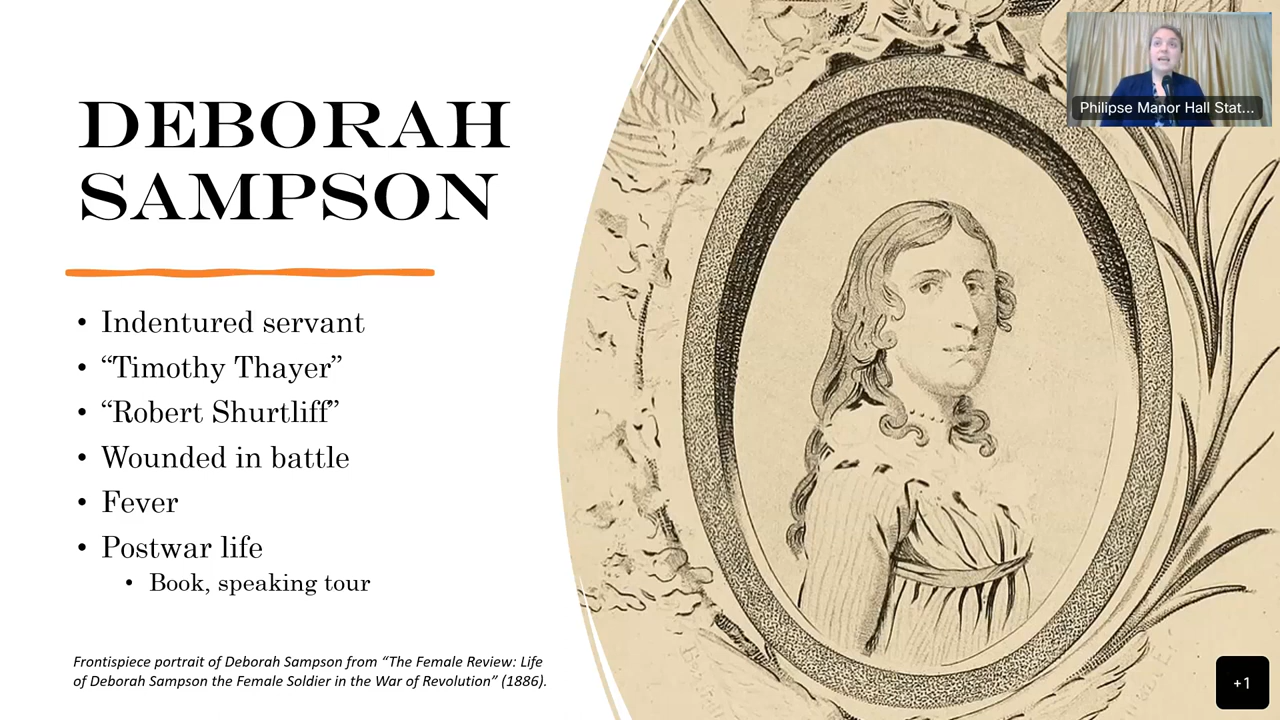 DEBORAH
SAMPSON
• Indentured servant
• “Timothy Thayer”
• “Robert Shurtliff”
• Wounded in battle
• Fever
• Postwar life
• Book, speaking tour
Frontispiece portrait of Deborah Sampson from “The Female Review: Life
of Deborah Sampson the Female Soldier in the War of Revolution” (1886).
Philipse Manor Hall Stat...
+1